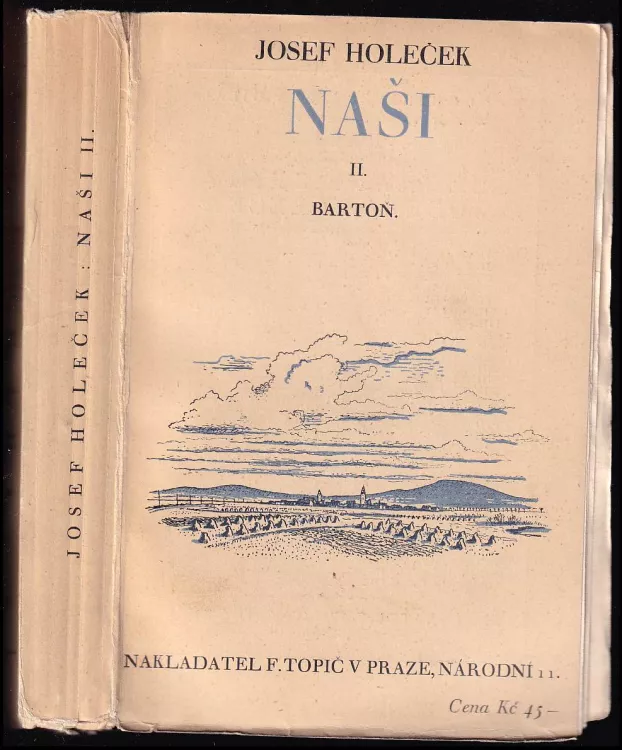 JOSEF HOLEČEK
NAŠI
II.
BARTOŇ.
NAKLADATEL F. TOPIČ V PRAZE, NÁRODNÍ 11.
Cena Kč 45–
JOSEF HOLEČEK : NAŠI II.